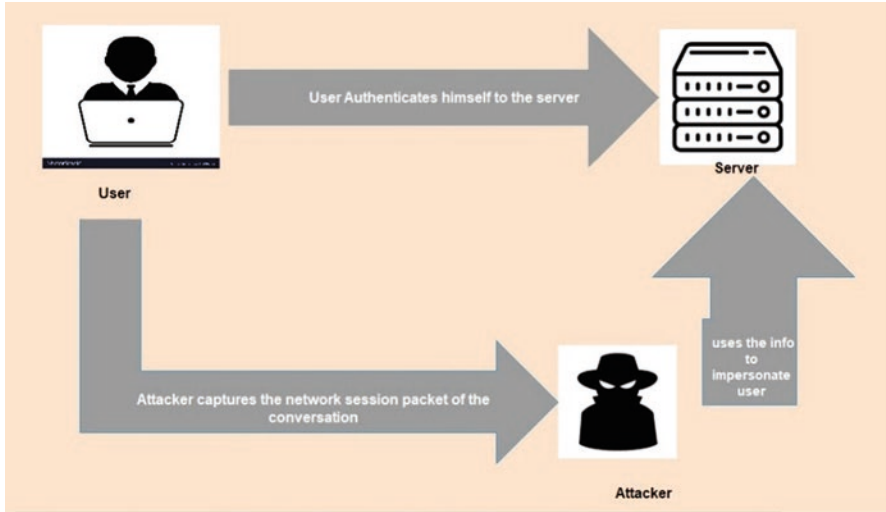 User Authenticates himself to the server
User
Server
Attacker captures the network session packet of the
conversation
uses the info
to
impersonate
user
Attacker